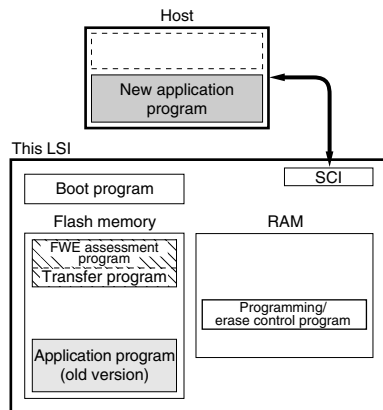 Host
New application
program
This LSI
SCI
Boot program
Flash memory
RAM
FWE assessment
program
Transfer program
Programming/
erase control program
Application program
(old version)